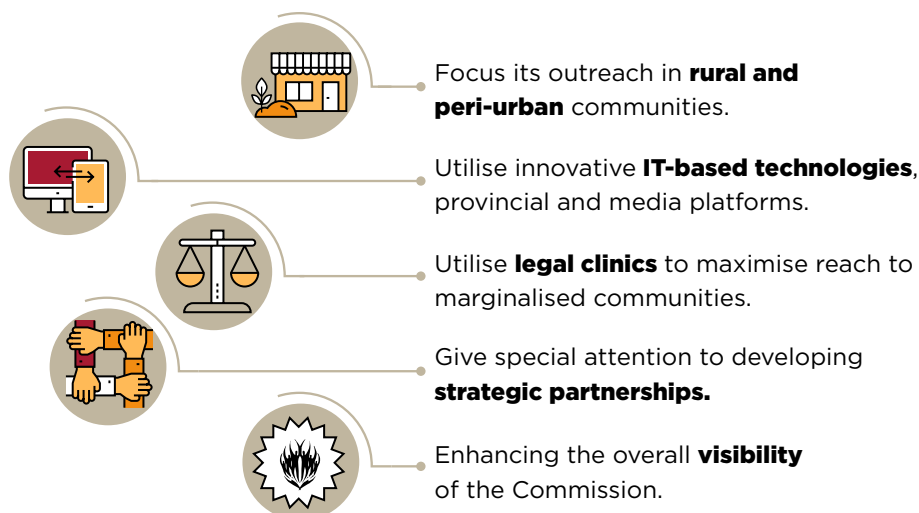 Focus its outreach in rural and
peri-urban communities.
Utilise innovative IT-based technologies,
provincial and media platforms.
Utilise legal clinics to maximise reach to
marginalised communities.
Give special attention to developing
strategic partnerships.
Enhancing the overall visibility
of the Commission.